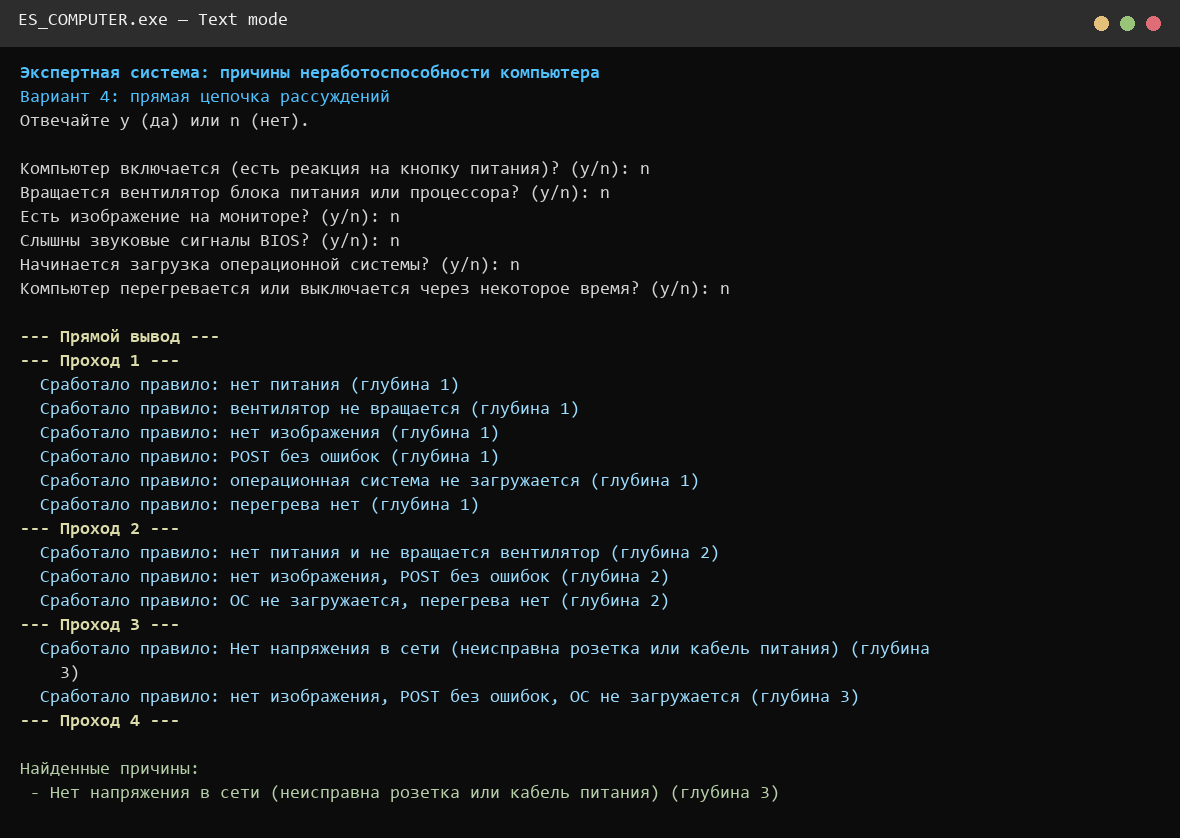 ES_COMPUTER.exe — Text mode
Экспертная система: причины неработоспособности компьютера
Вариант 4: прямая цепочка рассуждений
Отвечайте y (да) или n (нет).
Компьютер включается (есть реакция на кнопку питания)? (y/n): n
Вращается вентилятор блока питания или процессора? (y/n): n
Есть изображение на мониторе? (y/n): n
Слышны звуковые сигналы BIOS? (y/n): n
Начинается загрузка операционной системы? (y/n): n
Компьютер перегревается или выключается через некоторое время? (y/n): n
--- Прямой вывод ---
--- Проход 1 ---
Сработало правило: нет питания (глубина 1)
Сработало правило: вентилятор не вращается (глубина 1)
Сработало правило: нет изображения (глубина 1)
Сработало правило: POST без ошибок (глубина 1)
Сработало правило: операционная система не загружается (глубина 1)
Сработало правило: перегрева нет (глубина 1)
--- Проход 2 ---
Сработало правило: нет питания и не вращается вентилятор (глубина 2)
Сработало правило: нет изображения, POST без ошибок (глубина 2)
Сработало правило: ОС не загружается, перегрева нет (глубина 2)
--- Проход 3 ---
Сработало правило: Нет напряжения в сети (неисправна розетка или кабель питания) (глубина
3)
Сработало правило: нет изображения, POST без ошибок, ОС не загружается (глубина 3)
--- Проход 4 ---
Найденные причины:
- Нет напряжения в сети (неисправна розетка или кабель питания) (глубина 3)